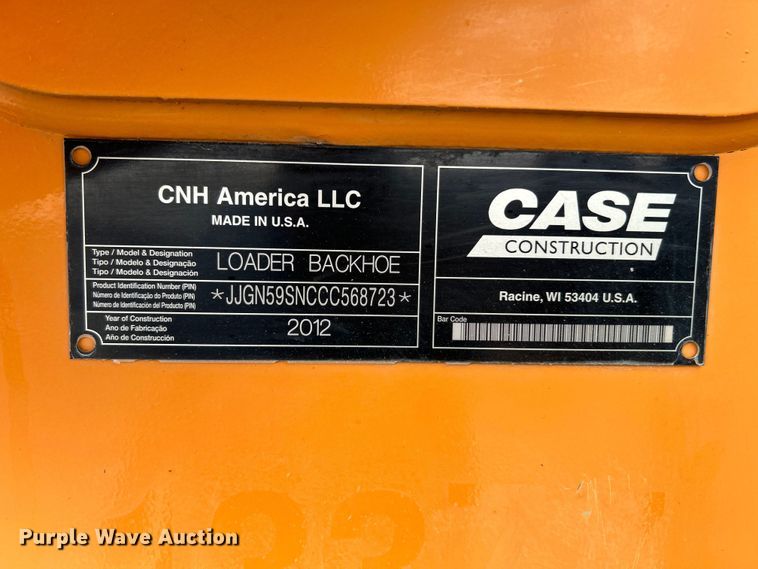 CNH America LLC
MADE IN U.S.A.
Type / Model & Designation
Tipo / Modelo & Designação
Tipo / Modelo & Designación
LOADER BACKHOE
Product Identification Number (PIN)
Número de Identificação do Produto (PIN)
Número de Identificación del Producto (PIN)
*JJGN59SNCCC568723*
Year of Construction
Ano de Fabricação
Año de Construcción
2012
CASE
CONSTRUCTION
Racine, WI 53404 U.S.A.
Bar Code
Purple Wave Auction